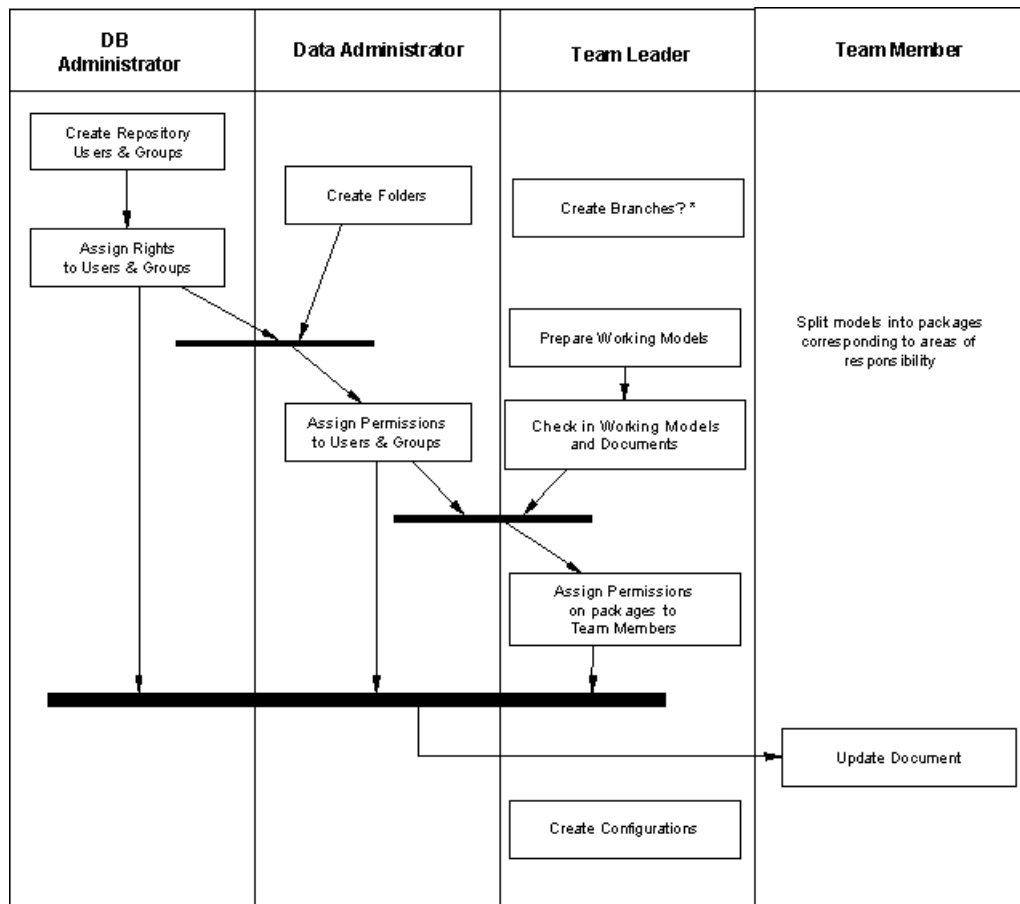 DB
Administrator
Data Administrator
Team Leader
Team Member
Create Repository
Users & Groups
Create Folders
Create Branches? *
Assign Rights
to Users & Groups
Prepare Working Models
Split models into packages
corresponding to areas of
responsibility
Assign Permissions
to Users & Groups
Check in Working Models
and Documents
Assign Permissions
on packages to
Team Members
Update Document
Create Configurations